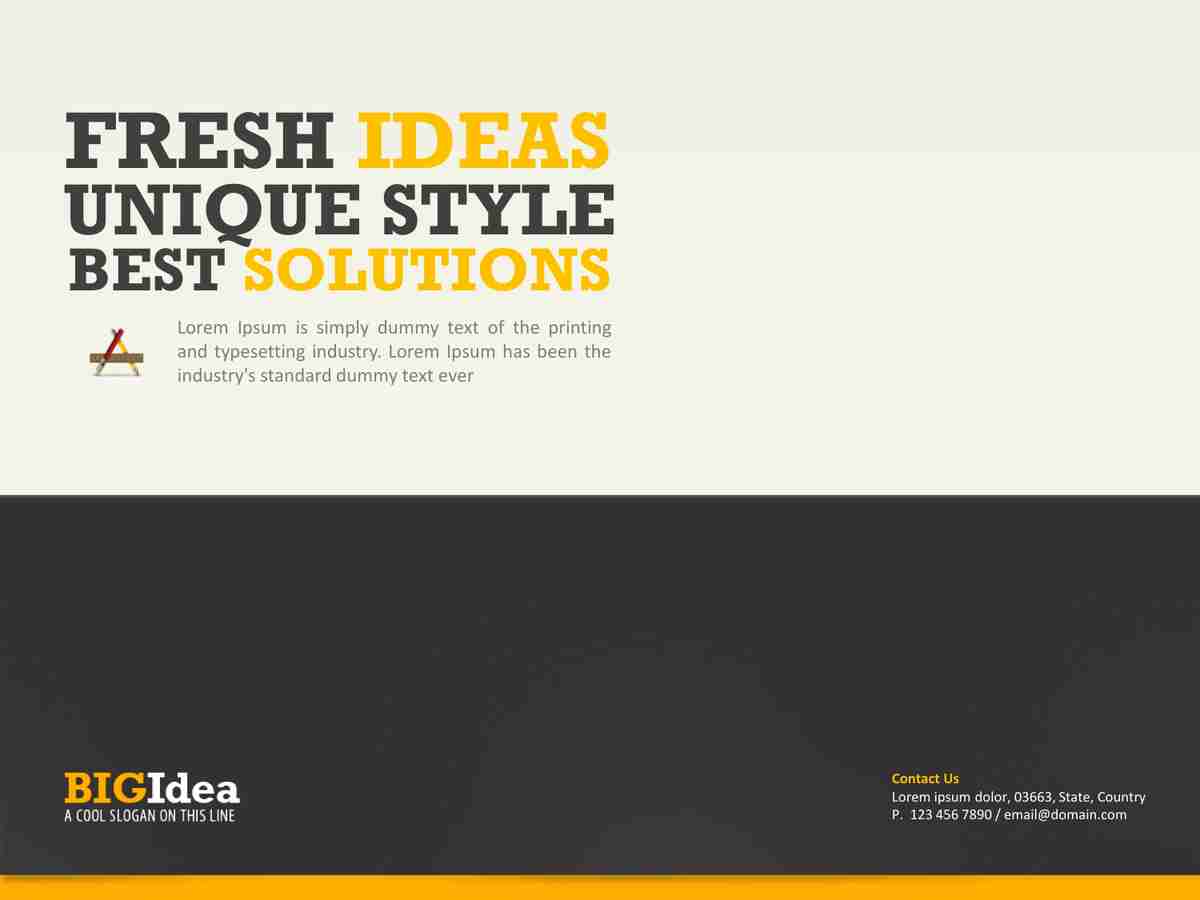 FRESH IDEAS
UNIQUE STYLE
BEST SOLUTIONS
Lorem Ipsum is simply dummy text of the printing
and typesetting industry. Lorem Ipsum has been the
industry's standard dummy text ever
BIGIdea
A COOL SLOGAN ON THIS LINE
Contact Us
Lorem ipsum dolor, 03663, State, Country
P. 123 456 7890 / email@domain.com